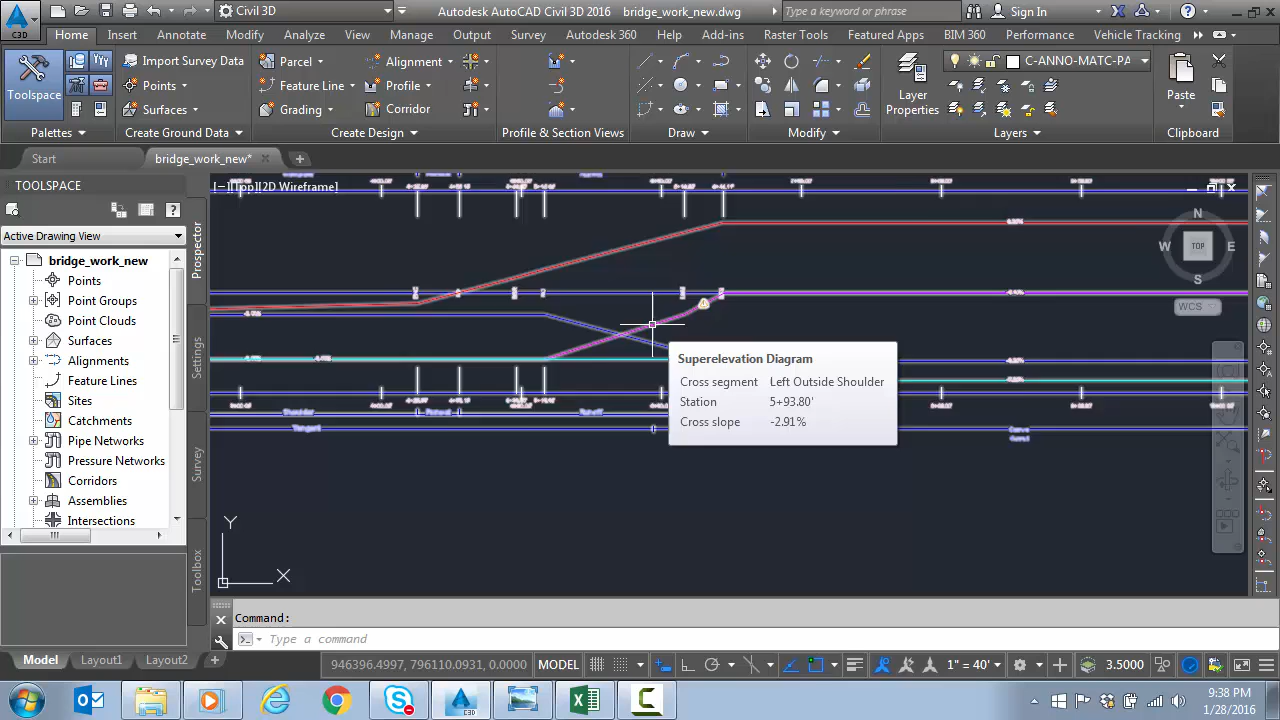 Civil 3D
Autodesk AutoCAD Civil 3D 2016 bridge_work_new.dwg
Type a keyword or phrase
Sign In
C3D
Home Insert Annotate Modify Analyze View Manage Output Survey Autodesk 360 Help Add-ins Raster Tools Featured Apps BIM 360 Performance Vehicle Tracking
Toolspace
Import Survey Data
Points
Surfaces
Parcel
Feature Line
Grading
Alignment
Profile
Corridor
Layer
Properties
C-ANNO-MATC-PA
Paste
Palettes
Create Ground Data
Create Design
Profile & Section Views
Draw
Modify
Layers
Clipboard
Start
bridge_work_new*
TOOLSPACE
[−][Top][2D Wireframe]
Active Drawing View
Prospector
Settings
Survey
Toolbox
bridge_work_new
Points
Point Groups
Point Clouds
Surfaces
Alignments
Feature Lines
Sites
Catchments
Pipe Networks
Pressure Networks
Corridors
Assemblies
Intersections
N
W TOP E
S
WCS
Superelevation Diagram
Cross segment Left Outside Shoulder
Station 5+93.80'
Cross slope -2.91%
Y
X
Command:
Type a command
Model Layout1 Layout2
946396.4997, 796110.0931, 0.0000 MODEL
1" = 40'
3.5000
C3D
9:38 PM
1/28/2016